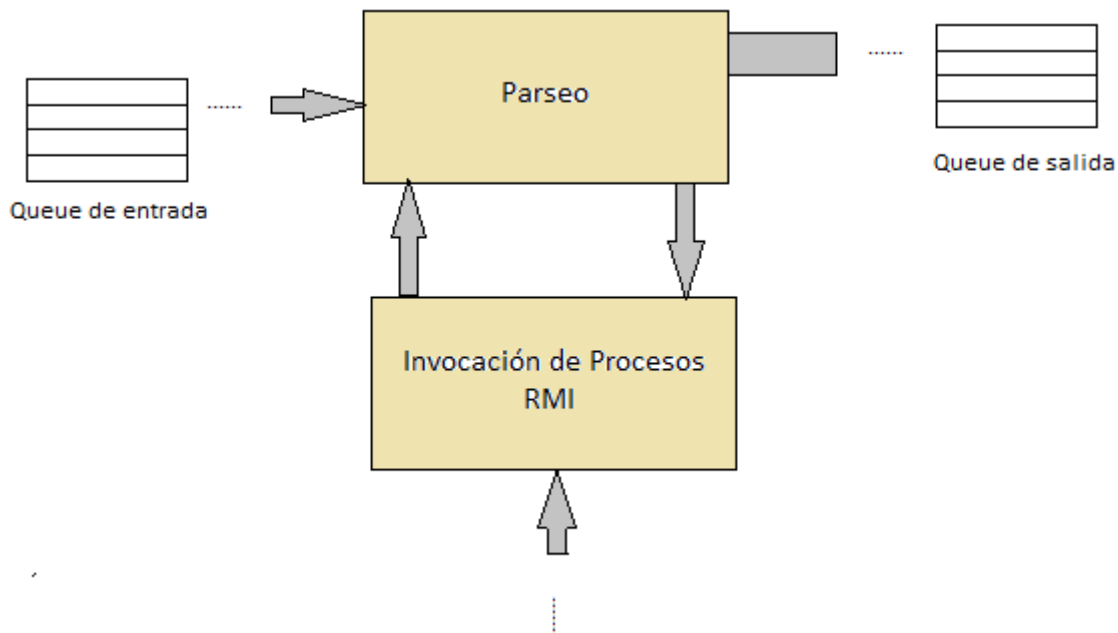 Parseo
Queue de entrada
Queue de salida
Invocación de Procesos
RMI